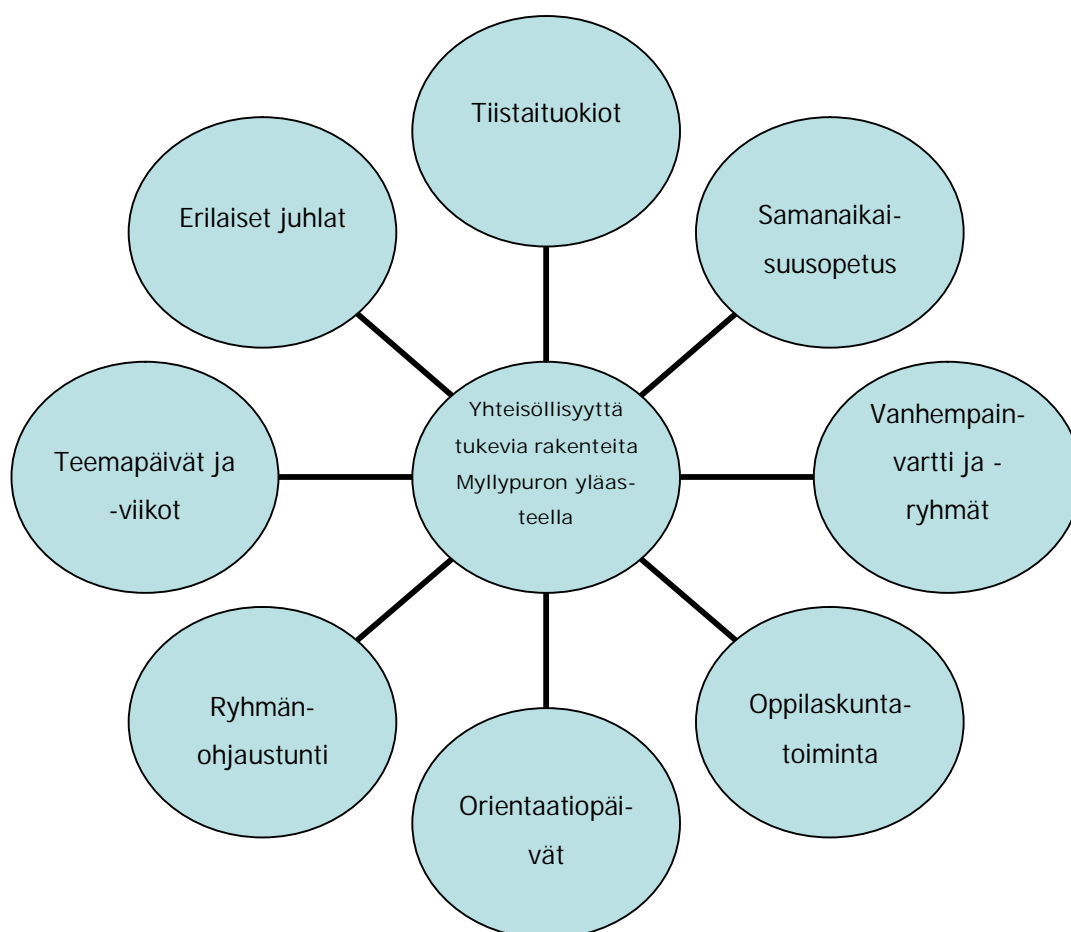 Tiistaituokiot
Samanaikai-
suusopetus
Vanhempain-
vartti ja -
ryhmät
Oppilaskunta-
toiminta
Orientaatiopäi-
vät
Ryhmän-
ohjaustunti
Teemapäivät ja
-viikot
Erilaiset juhlat
Yhteisöllisyyttä
tukevia rakenteita
Myllypuron yläas-
teella